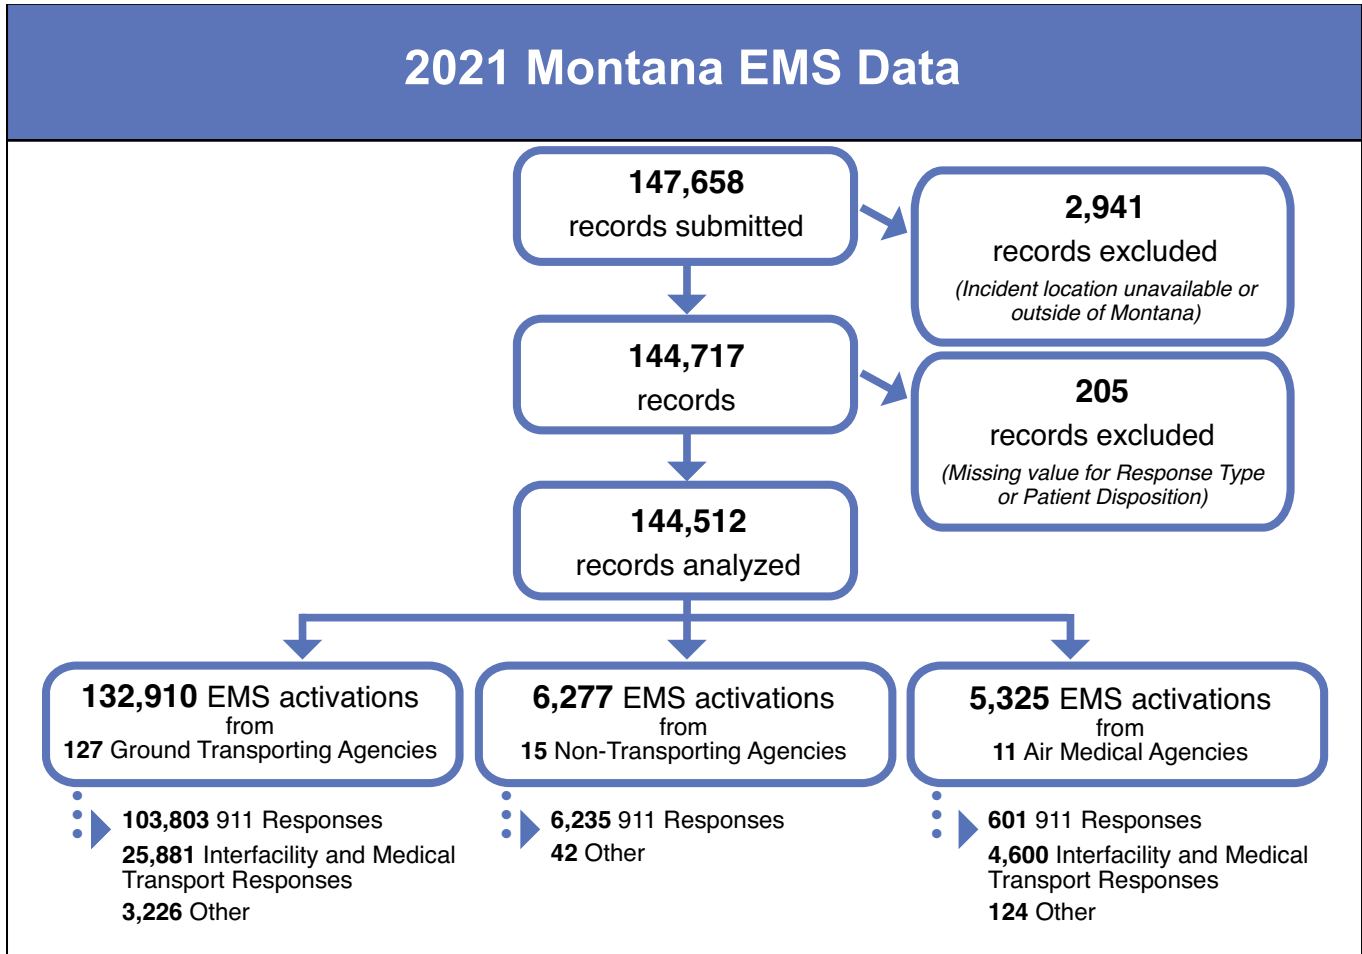 2021 Montana EMS Data
147,658
records submitted
2,941
records excluded
(Incident location unavailable or
outside of Montana)
144,717
records
205
records excluded
(Missing value for Response Type
or Patient Disposition)
144,512
records analyzed
132,910 EMS activations
from
127 Ground Transporting Agencies
103,803 911 Responses
25,881 Interfacility and Medical
Transport Responses
3,226 Other
6,277 EMS activations
from
15 Non-Transporting Agencies
6,235 911 Responses
42 Other
5,325 EMS activations
from
11 Air Medical Agencies
601 911 Responses
4,600 Interfacility and Medical
Transport Responses
124 Other